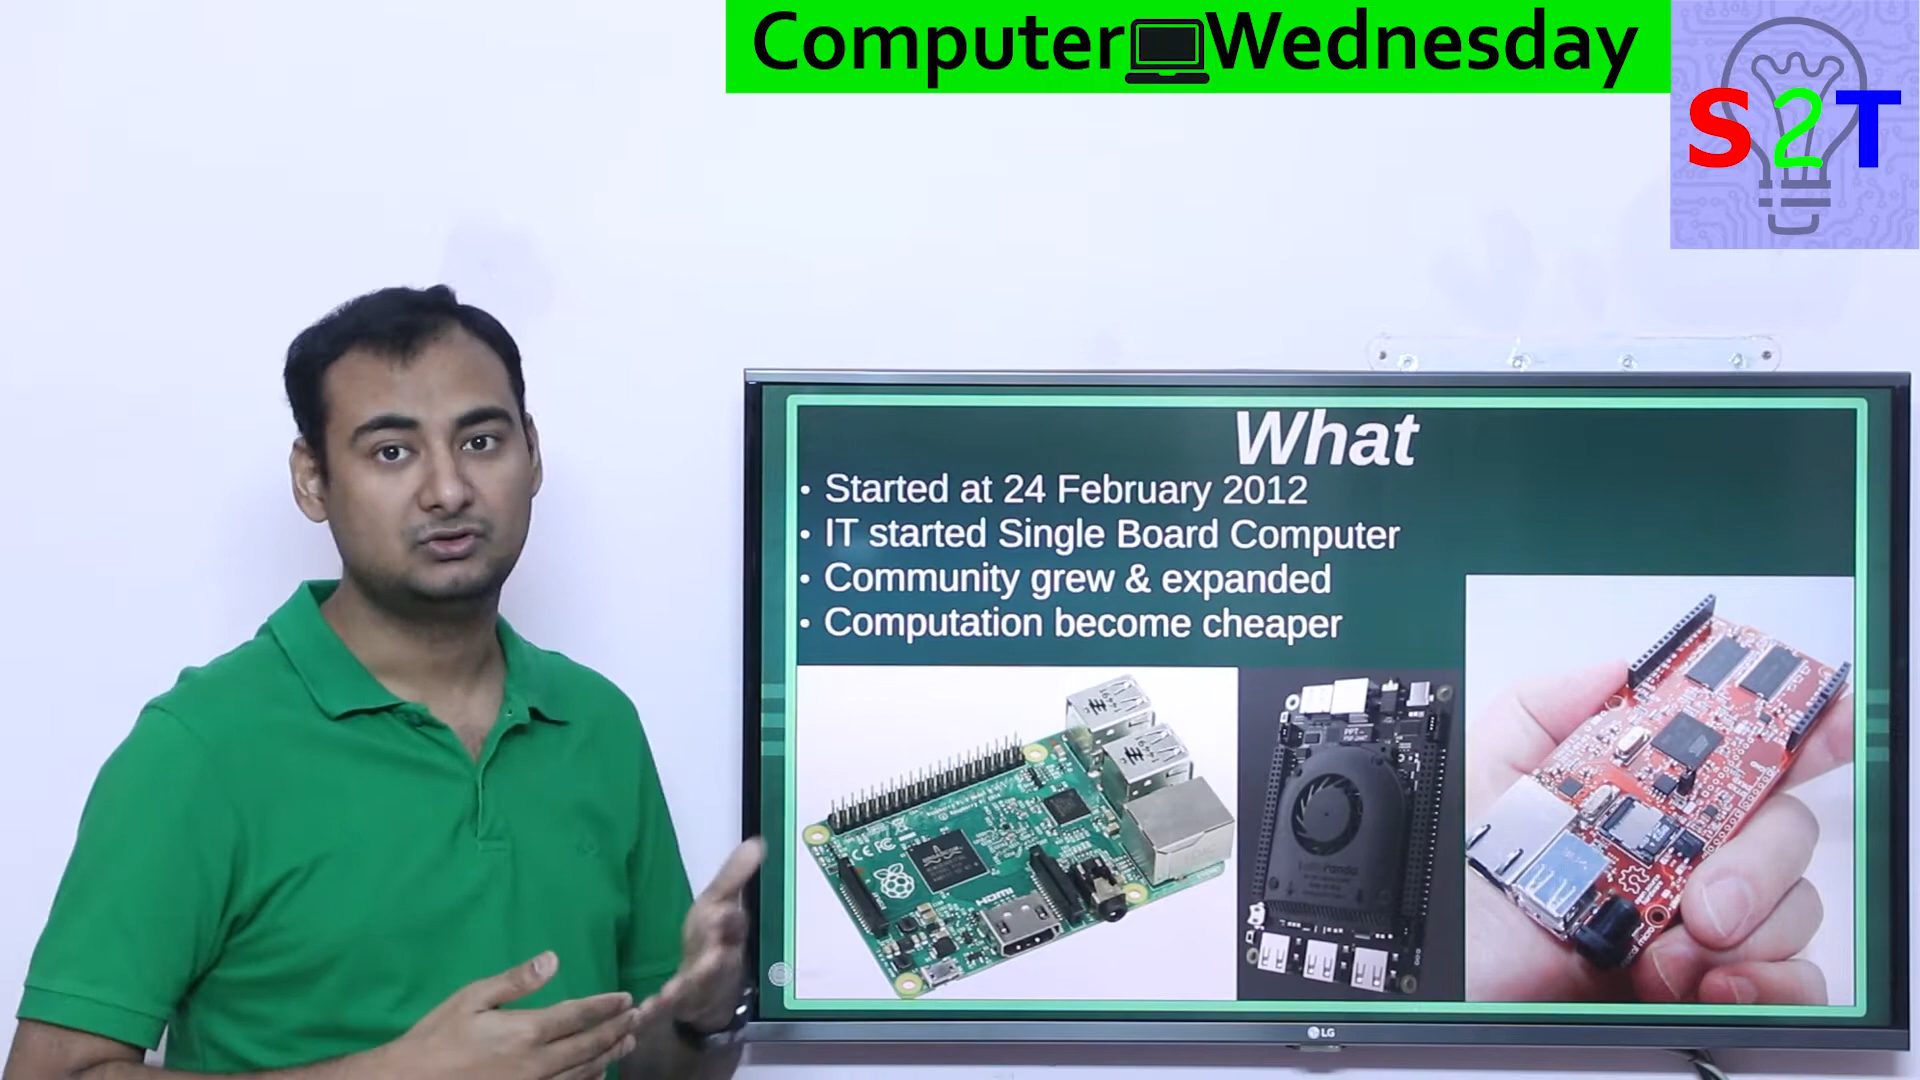 Computer Wednesday
S2T
What
• Started at 24 February 2012
• IT started Single Board Computer
• Community grew & expanded
• Computation become cheaper
HDMI
LG